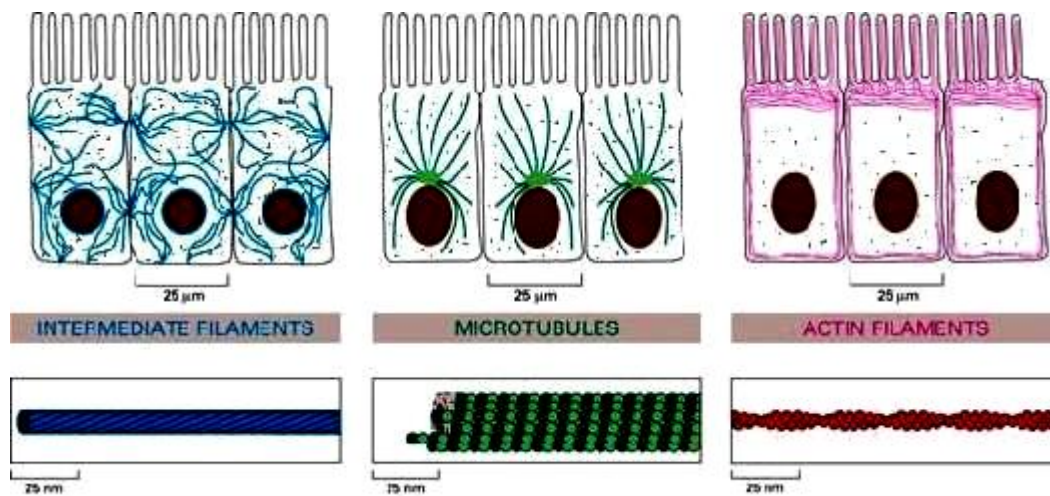 25 μm
25 μm
25 μm
INTERMEDIATE FILAMENTS
MICROTUBULES
ACTIN FILAMENTS
25 nm
25 nm
25 nm